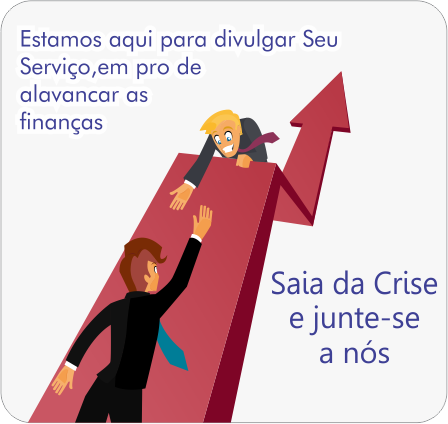 Estamos aqui para divulgar Seu
Serviço,em pro de
alavancar as
finanças
Saia da Crise
e junte-se
a nós